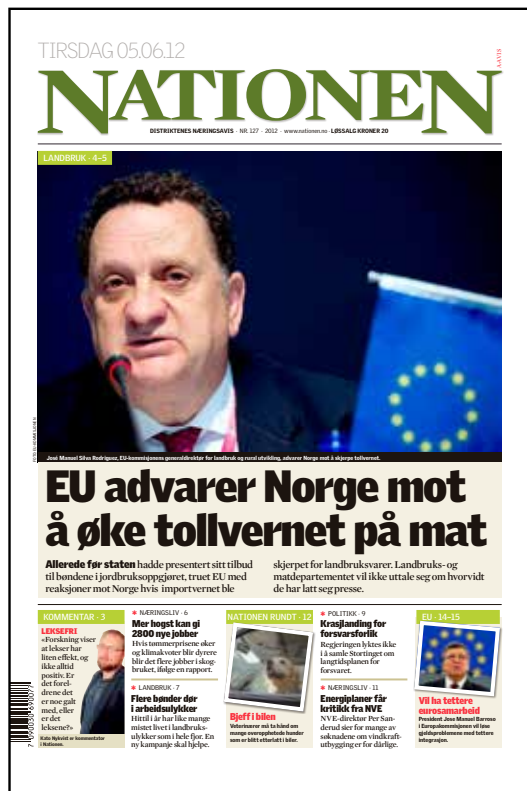 TIRSDAG 05.06.12
A-AVIS
NATIONEN
DISTRIKTENES NÆRINGSAVIS · NR. 127 · 2012 · www.nationen.no · LØSSALG KRONER 20
LANDBRUK · 4–5
José Manuel Silva Rodríguez, EU-kommisjonens generaldirektør for landbruk og rural utvikling, advarer Norge mot å skjerpe tollvernet.
EU advarer Norge mot
å øke tollvernet på mat
Allerede før staten hadde presentert sitt tilbud
til bøndene i jordbruksoppgjøret, truet EU med
reaksjoner mot Norge hvis importvernet ble
skjerpet for landbruksvarer. Landbruks- og
matdepartementet vil ikke uttale seg om hvorvidt
de har latt seg presse.
KOMMENTAR · 3
LEKSEFRI
«Forskning viser
at lekser har
liten effekt, og
ikke alltid
positiv. Er
det forel-
drene det
er noe galt
med, eller
er det
leksene?»
Kato Nykvist er kommentator
i Nationen.
* NÆRINGSLIV · 6
Mer hogst kan gi
2800 nye jobber
Hvis tømmerprisene øker
og klimakvoter blir dyrere
blir det flere jobber i skog-
bruket, ifølge en rapport.
* LANDBRUK · 7
Flere bønder dør
i arbeidsulykker
Hittil i år har like mange
mistet livet i landbruks-
ulykker som i hele fjor. En
ny kampanje skal hjelpe.
NATIONEN RUNDT · 12
Bjeff i bilen
Veterinærer må ta hånd om
mange overopphetede hunder
som er blitt etterlatt i biler.
* POLITIKK · 9
Krasjlanding for
forsvarsforlik
Regjeringen lyktes ikke
i å samle Stortinget om
langtidsplanen for
forsvaret.
* NÆRINGSLIV · 11
Energiplaner får
kritikk fra NVE
NVE-direktør Per San-
derud sier for mange av
søknadene om vindkraft-
utbygging er for dårlige.
EU · 14–15
Vil ha tettere
eurosamarbeid
President Jose Manuel Barroso
i Europakommisjonen vil løse
gjeldsproblemene med tettere
integrasjon.